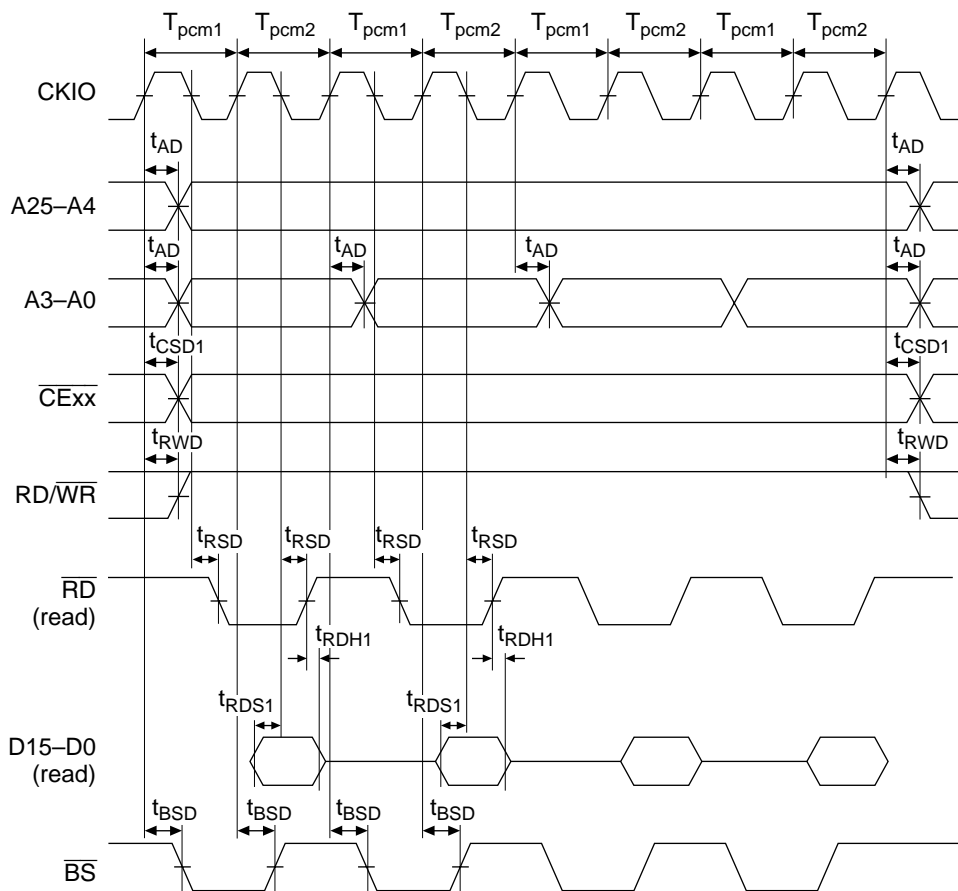 Tpcm1 Tpcm2 Tpcm1 Tpcm2 Tpcm1 Tpcm2 Tpcm1 Tpcm2
CKIO
tAD tAD
A25–A4
tAD tAD tAD tAD
A3–A0
tCSD1 tCSD1
CExx
tRWD tRWD
RD/WR
tRSD tRSD tRSD tRSD
RD
(read)
tRDH1 tRDH1
tRDS1 tRDS1
D15–D0
(read)
tBSD tBSD tBSD tBSD
BS